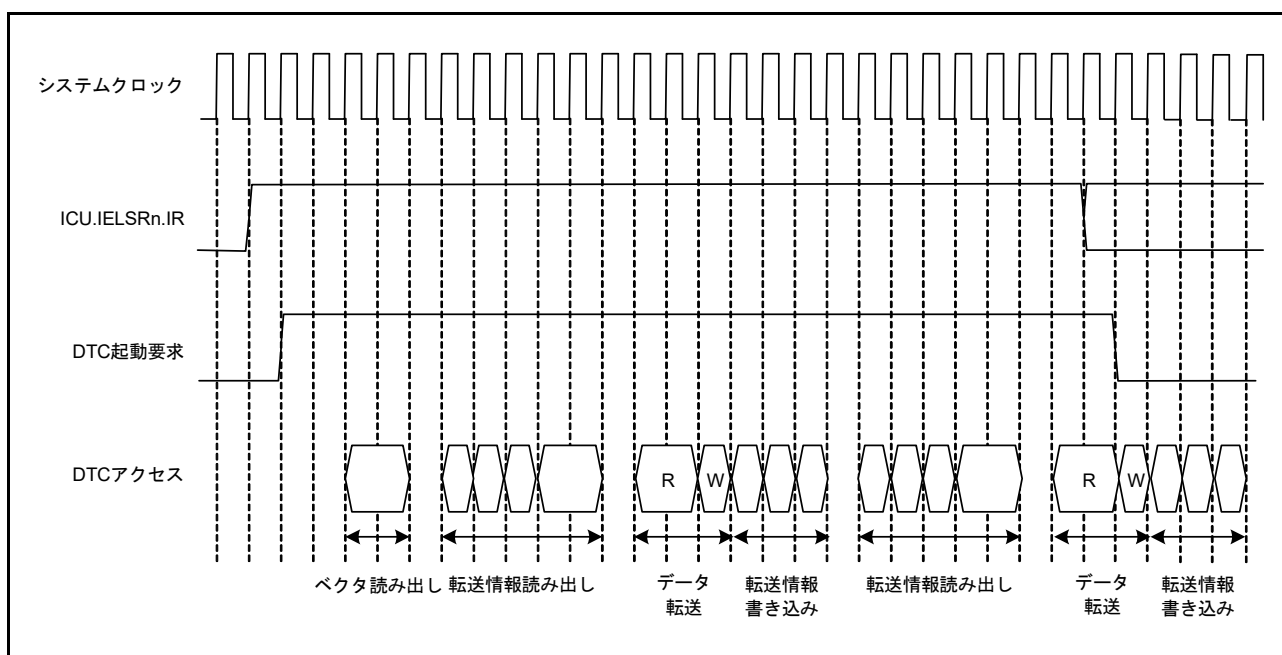 システムクロック
ICU.IELSRn.IR
DTC起動要求
DTCアクセス
R
W
R
W
ベクタ読み出し
転送情報読み出し
データ
転送
転送情報
書き込み
転送情報読み出し
データ
転送
転送情報
書き込み